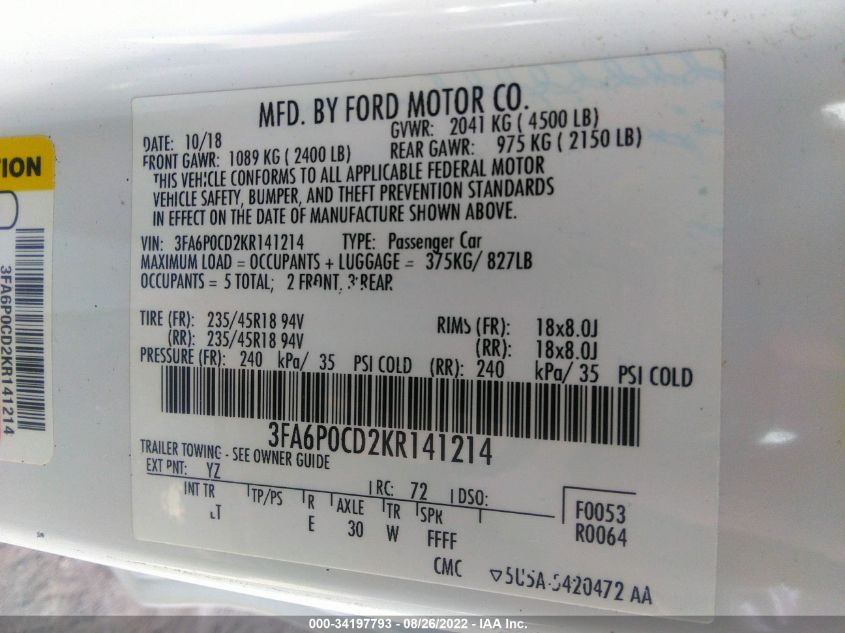 MFD. BY FORD MOTOR CO.
DATE: 10/18 GVWR: 2041 KG ( 4500 LB)
FRONT GAWR: 1089 KG ( 2400 LB) REAR GAWR: 975 KG ( 2150 LB)
THIS VEHICLE CONFORMS TO ALL APPLICABLE FEDERAL MOTOR
VEHICLE SAFETY, BUMPER, AND THEFT PREVENTION STANDARDS
IN EFFECT ON THE DATE OF MANUFACTURE SHOWN ABOVE.
VIN: 3FA6P0CD2KR141214 TYPE: Passenger Car
MAXIMUM LOAD = OCCUPANTS + LUGGAGE = 375KG/ 827LB
OCCUPANTS = 5 TOTAL; 2 FRONT, 3 REAR
TIRE (FR): 235/45R18 94V RIMS (FR): 18x8.0J
(RR): 235/45R18 94V (RR): 18x8.0J
PRESSURE (FR): 240 kPa/ 35 PSI COLD (RR): 240 kPa/ 35 PSI COLD
3FA6P0CD2KR141214
TRAILER TOWING - SEE OWNER GUIDE
EXT PNT: YZ RC: 72 DSO:
INT TR TP/PS R AXLE TR SPK
E 30 W FFFF
F0053
R0064
CMC
3FA6P0CD2KR141214
000-34197793 - 08/26/2022 - IAA Inc.